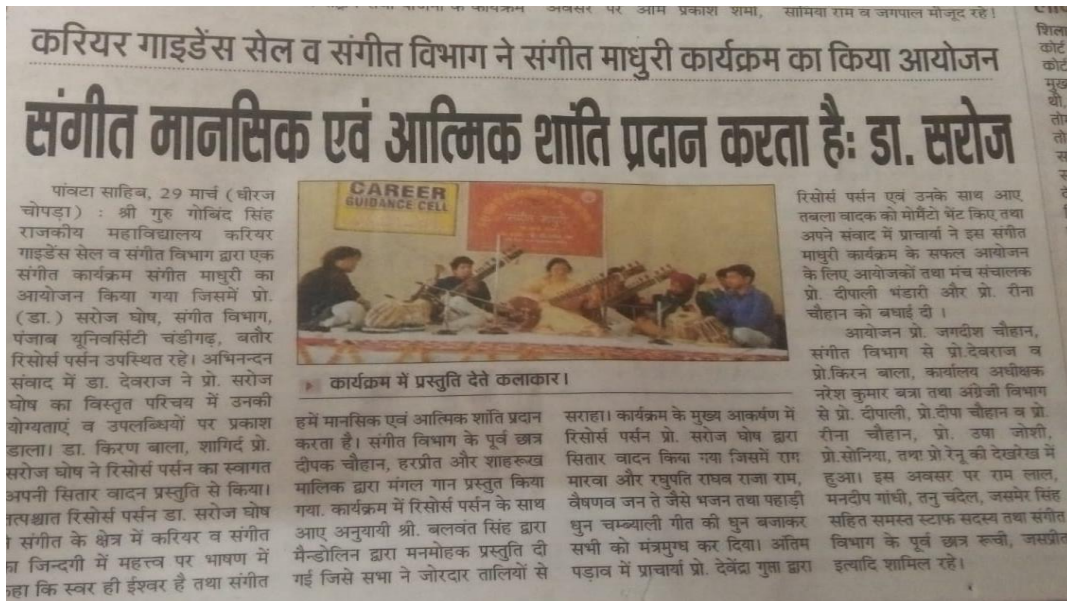 अवसर पर ओम प्रकाश शर्मा, सोमिया राम व जगपाल मौजूद रहे!
करियर गाइडेंस सेल व संगीत विभाग ने संगीत माधुरी कार्यक्रम का किया आयोजन
संगीत मानसिक एवं आत्मिक शांति प्रदान करता है: डा. सरोज
पांवटा साहिब, 29 मार्च (धीरज
चोपड़ा) : श्री गुरु गोबिंद सिंह
राजकीय महाविद्यालय करियर
गाइडेंस सेल व संगीत विभाग द्वारा एक
संगीत कार्यक्रम संगीत माधुरी का
आयोजन किया गया जिसमें प्रो.
(डा.) सरोज घोष, संगीत विभाग,
पंजाब यूनिवर्सिटी चंडीगढ़, बतौर
रिसोर्स पर्सन उपस्थित रहे। अभिनन्दन
संवाद में डा. देवराज ने प्रो. सरोज
घोष का विस्तृत परिचय में उनकी
योग्यताएं व उपलब्धियों पर प्रकाश
डाला। डा. किरण बाला, शागिर्द प्रो.
सरोज घोष ने रिसोर्स पर्सन का स्वागत
अपनी सितार वादन प्रस्तुति से किया।
तत्पश्चात रिसोर्स पर्सन डा. सरोज घोष
संगीत के क्षेत्र में करियर व संगीत
का जिन्दगी में महत्त्व पर भाषण में
कहा कि स्वर ही ईश्वर है तथा संगीत
CAREER
GUIDANCE CELL
कार्यक्रम में प्रस्तुति देते कलाकार।
हमें मानसिक एवं आत्मिक शांति प्रदान
करता है। संगीत विभाग के पूर्व छात्र
दीपक चौहान, हरप्रीत और शाहरूख
मालिक द्वारा मंगल गान प्रस्तुत किया
गया. कार्यक्रम में रिसोर्स पर्सन के साथ
आए अनुयायी श्री. बलवंत सिंह द्वारा
मैन्डोलिन द्वारा मनमोहक प्रस्तुति दी
गई जिसे सभा ने जोरदार तालियों से
सराहा। कार्यक्रम के मुख्य आकर्षण में
रिसोर्स पर्सन प्रो. सरोज घोष द्वारा
सितार वादन किया गया जिसमें राग
मारवा और रघुपति राघव राजा राम,
वैषणव जन ते जैसे भजन तथा पहाड़ी
धुन चम्ब्याली गीत की धुन बजाकर
सभी को मंत्रमुग्ध कर दिया। अंतिम
पड़ाव में प्राचार्या प्रो. देवेंद्रा गुप्ता द्वारा
रिसोर्स पर्सन एवं उनके साथ आए
तबला वादक को मोमैंटो भेंट किए तथा
अपने संवाद में प्राचार्या ने इस संगीत
माधुरी कार्यक्रम के सफल आयोजन
के लिए आयोजकों तथा मंच संचालक
प्रो. दीपाली भंडारी और प्रो. रीना
चौहान को बधाई दी ।
आयोजन प्रो. जगदीश चौहान,
संगीत विभाग से प्रो.देवराज व
प्रो.किरन बाला, कार्यालय अधीक्षक
नरेश कुमार बत्रा तथा अंग्रेजी विभाग
से प्रो. दीपाली, प्रो.दीपा चौहान व प्रो.
रीना चौहान, प्रो. उषा जोशी,
प्रो.सोनिया, तथा प्रो रेनू की देखरेख में
हुआ। इस अवसर पर राम लाल,
मनदीप गांधी, तनु चंदेल, जसमेर सिंह
सहित समस्त स्टाफ सदस्य तथा संगीत
विभाग के पूर्व छात्र रूची, जसप्रीत
इत्यादि शामिल रहे।